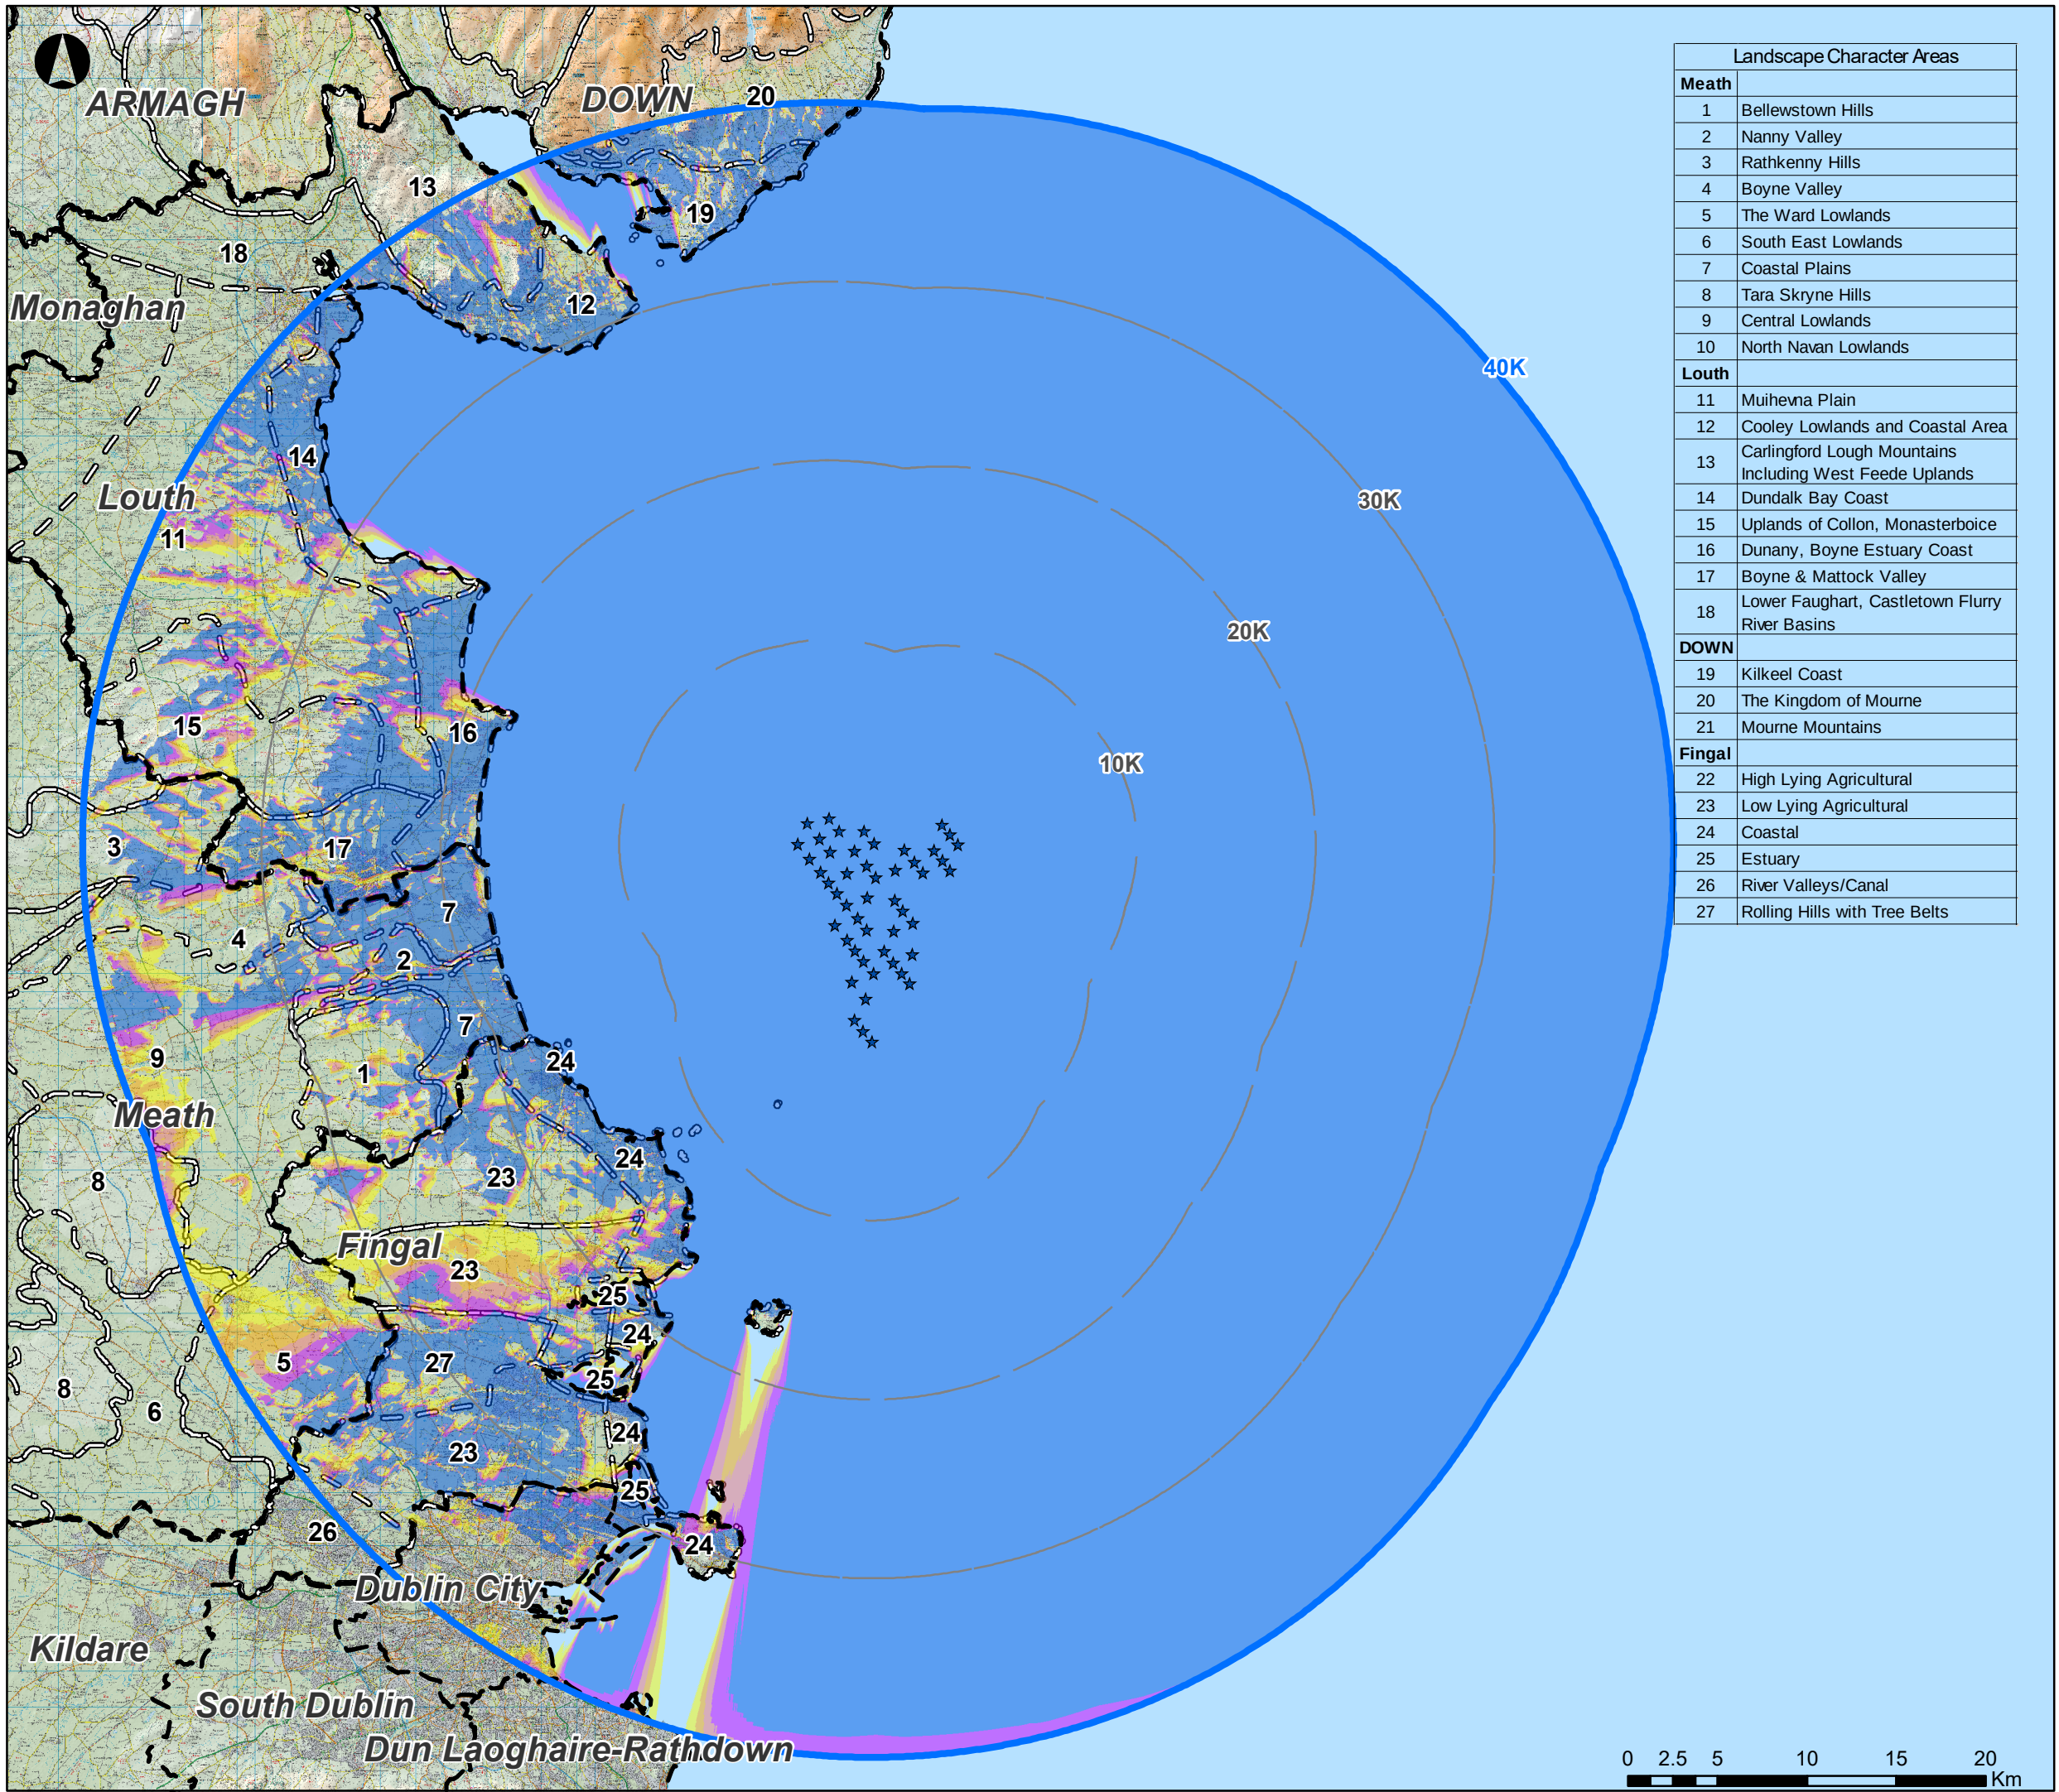 ARMAGH
DOWN
20
13
19
18
12
Monaghan
40K
14
Louth
30K
11
20K
15
16
10K
3
17
7
4
2
7
9
24
1
Meath
24
8
23
Fingal
23
25
24
5
27
25
8
6
24
23
25
26
24
Dublin City
Kildare
South Dublin
Dun Laoghaire-Rathdown
Landscape Character Areas
Meath
1 Bellewstown Hills
2 Nanny Valley
3 Rathkenny Hills
4 Boyne Valley
5 The Ward Lowlands
6 South East Lowlands
7 Coastal Plains
8 Tara Skryne Hills
9 Central Lowlands
10 North Navan Lowlands
Louth
11 Muihevna Plain
12 Cooley Lowlands and Coastal Area
13 Carlingford Lough Mountains
Including West Feede Uplands
14 Dundalk Bay Coast
15 Uplands of Collon, Monasterboice
16 Dunany, Boyne Estuary Coast
17 Boyne & Mattock Valley
18 Lower Faughart, Castletown Flurry
River Basins
DOWN
19 Kilkeel Coast
20 The Kingdom of Mourne
21 Mourne Mountains
Fingal
22 High Lying Agricultural
23 Low Lying Agricultural
24 Coastal
25 Estuary
26 River Valleys/Canal
27 Rolling Hills with Tree Belts
0 2.5 5 10 15 20
Km